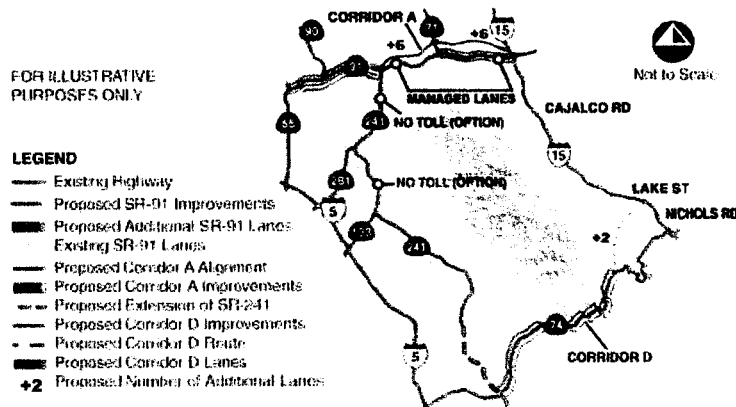 CORRIDOR A
90
71
15
+6
+6
91
FOR ILLUSTRATIVE
PURPOSES ONLY
Not to Scale
MANAGED LANES
CAJALCO RD
55
NO TOLL (OPTION)
241
15
LEGEND
Existing Highway
Proposed SR-91 Improvements
Proposed Additional SR-91 Lanes
Existing SR-91 Lanes
Proposed Corridor A Alignment
Proposed Corridor A Improvements
Proposed Extension of SR-241
Proposed Corridor D Improvements
Proposed Corridor D Route
Proposed Corridor D Lanes
+2 Proposed Number of Additional Lanes
261
NO TOLL (OPTION)
LAKE ST
NICHOLS RD
5
133
241
+2
74
CORRIDOR D
5